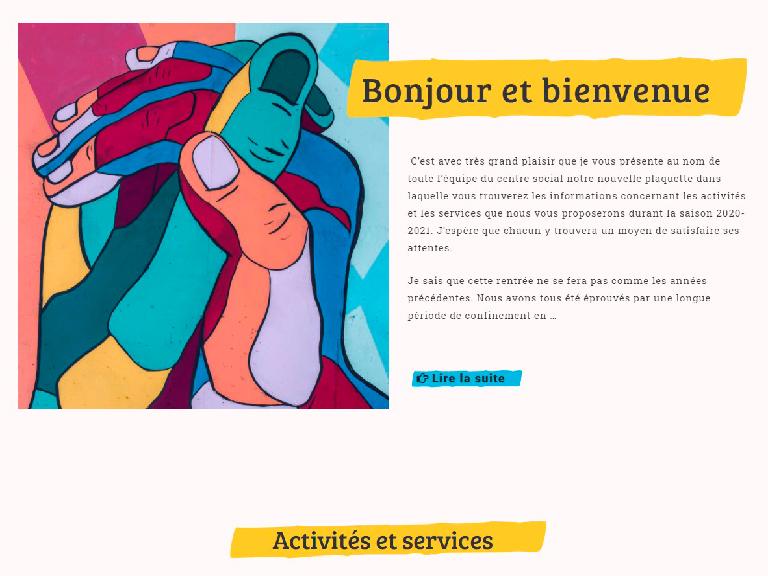 Bonjour et bienvenue
C'est avec très grand plaisir que je vous présente au nom de
toute l'équipe du centre social notre nouvelle plaquette dans
laquelle vous trouverez les informations concernant les activités
et les services que nous vous proposerons durant la saison 2020-
2021. J'espère que chacun y trouvera un moyen de satisfaire ses
attentes.
Je sais que cette rentrée ne se fera pas comme les années
précédentes. Nous avons tous été éprouvés par une longue
période de confinement en ...
Lire la suite
Activités et services